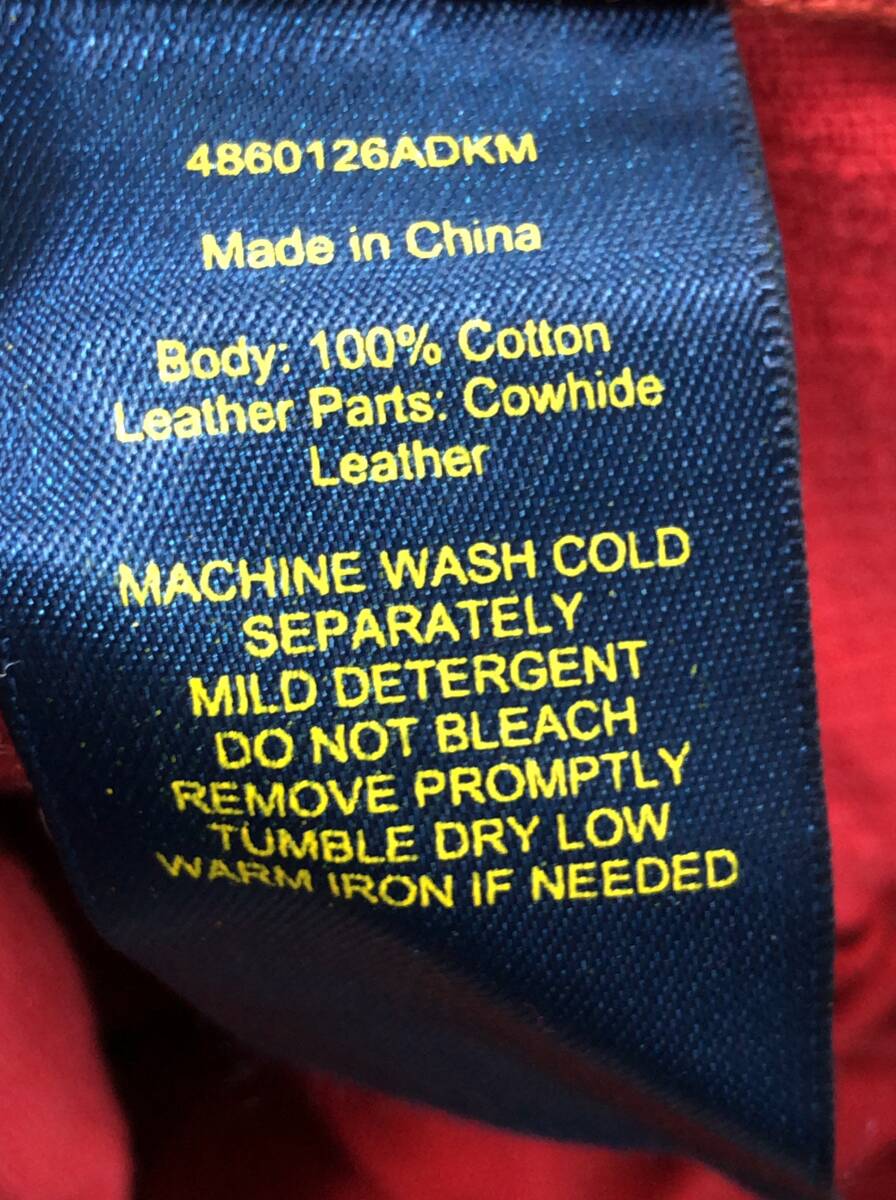 4860126ADKM
Made in China
Body: 100% Cotton
Leather Parts: Cowhide
Leather
MACHINE WASH COLD
SEPARATELY
MILD DETERGENT
DO NOT BLEACH
REMOVE PROMPTLY
TUMBLE DRY LOW
WARM IRON IF NEEDED